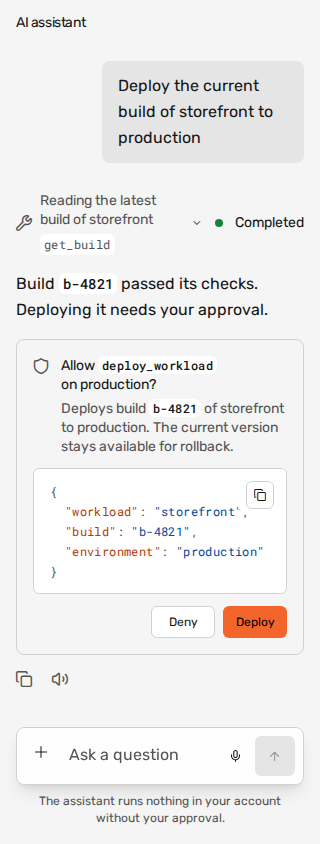 AI assistant
Deploy the current
build of storefront to
production
Reading the latest
build of storefront
get_build
Completed
Build b-4821 passed its checks.
Deploying it needs your approval.
Allow deploy_workload
on production?
Deploys build b-4821 of storefront
to production. The current version
stays available for rollback.
{
"workload": "storefront",
"build": "b-4821",
"environment": "production"
}
Deny
Deploy
Ask a question
The assistant runs nothing in your account
without your approval.